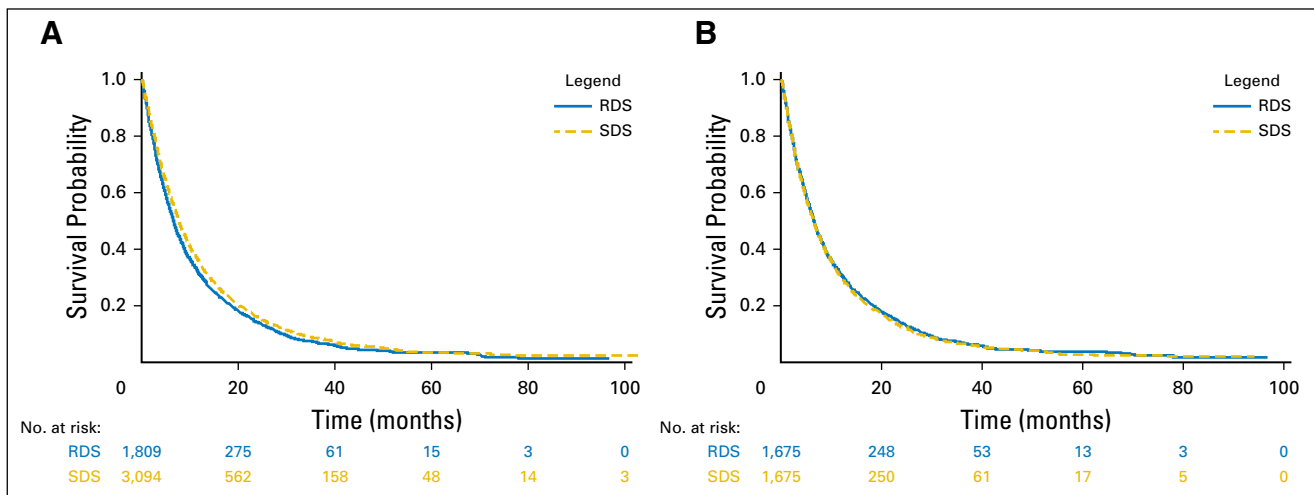 A
Survival Probability
1.0
0.8
0.6
0.4
0.2
0 20 40 60 80 100
Time (months)
Legend
RDS
SDS
No. at risk:
RDS 1,809 275 61 15 3 0
SDS 3,094 562 158 48 14 3
B
Survival Probability
1.0
0.8
0.6
0.4
0.2
0 20 40 60 80 100
Time (months)
Legend
RDS
SDS
No. at risk:
RDS 1,675 248 53 13 3 0
SDS 1,675 250 61 17 5 0